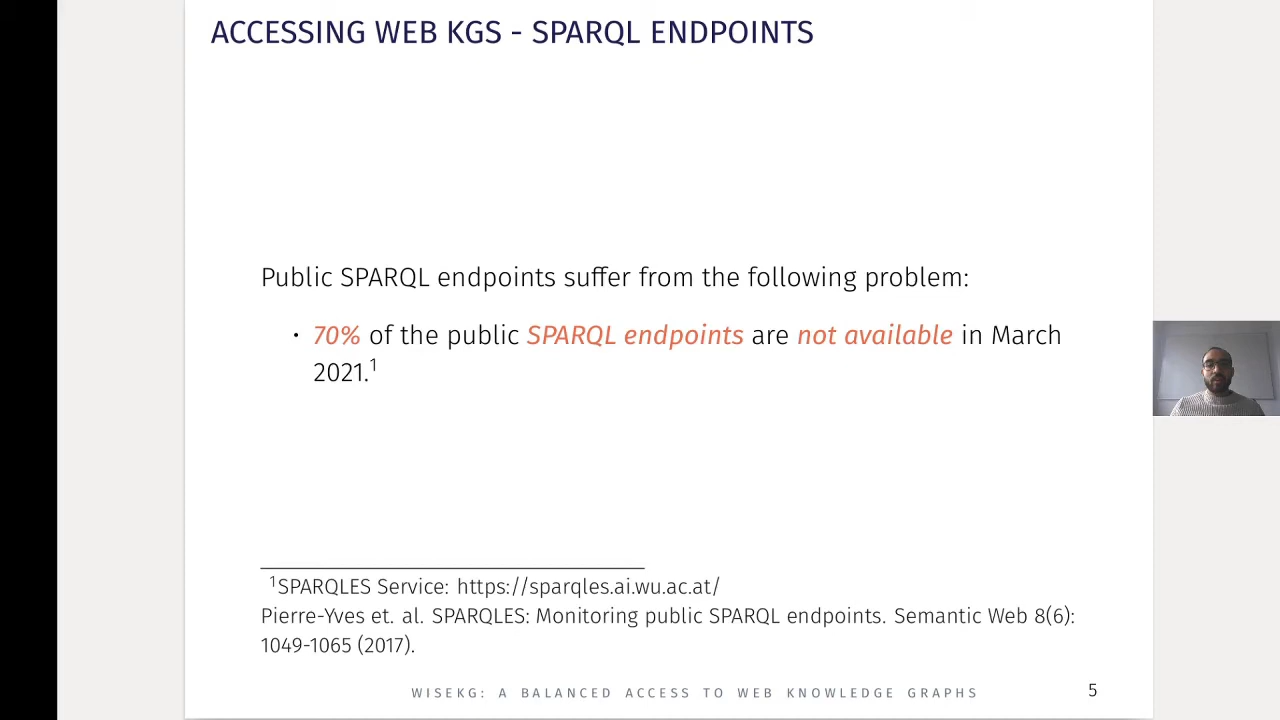 ACCESSING WEB KGS - SPARQL ENDPOINTS
Public SPARQL endpoints suffer from the following problem:
• 70% of the public SPARQL endpoints are not available in March
2021.¹
¹SPARQLES Service: https://sparqles.ai.wu.ac.at/
Pierre-Yves et. al. SPARQLES: Monitoring public SPARQL endpoints. Semantic Web 8(6):
1049-1065 (2017).
WISEKG: A BALANCED ACCESS TO WEB KNOWLEDGE GRAPHS
5